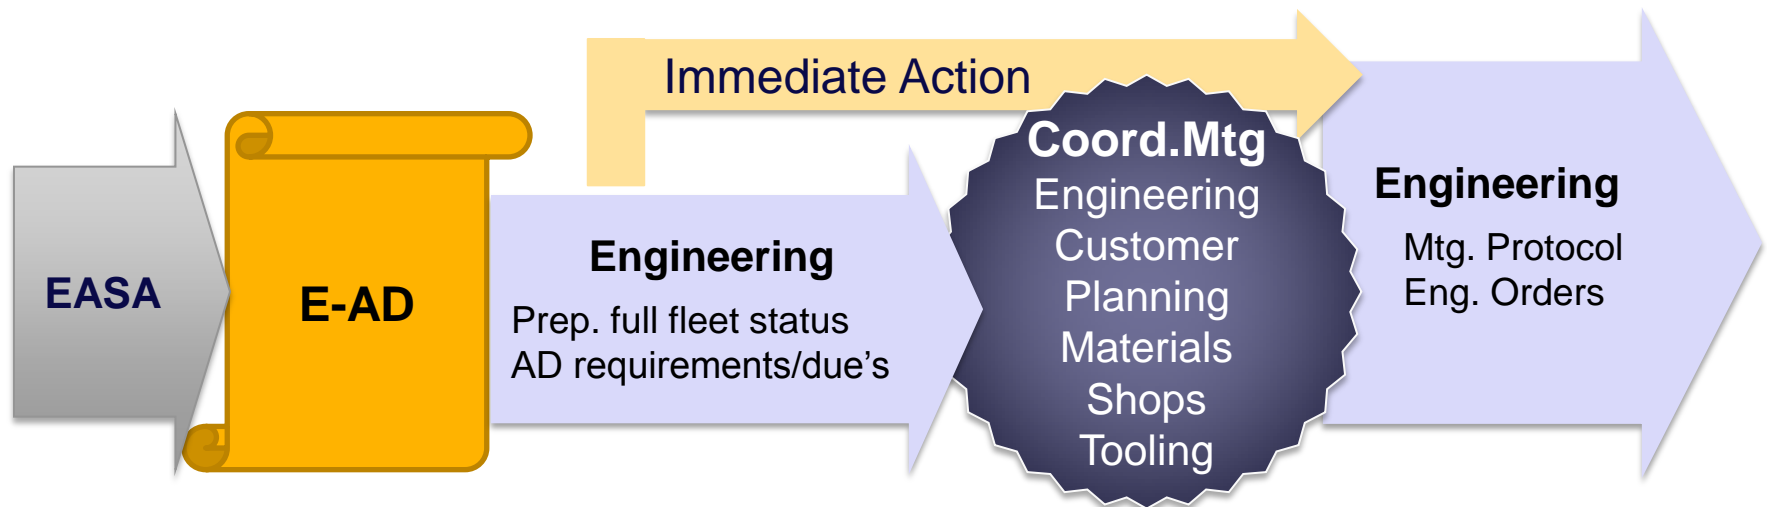 EASA
E-AD
Immediate Action
Engineering
Prep. full fleet status
AD requirements/due's
Coord.Mtg
Engineering
Customer
Planning
Materials
Shops
Tooling
Engineering
Mtg. Protocol
Eng. Orders